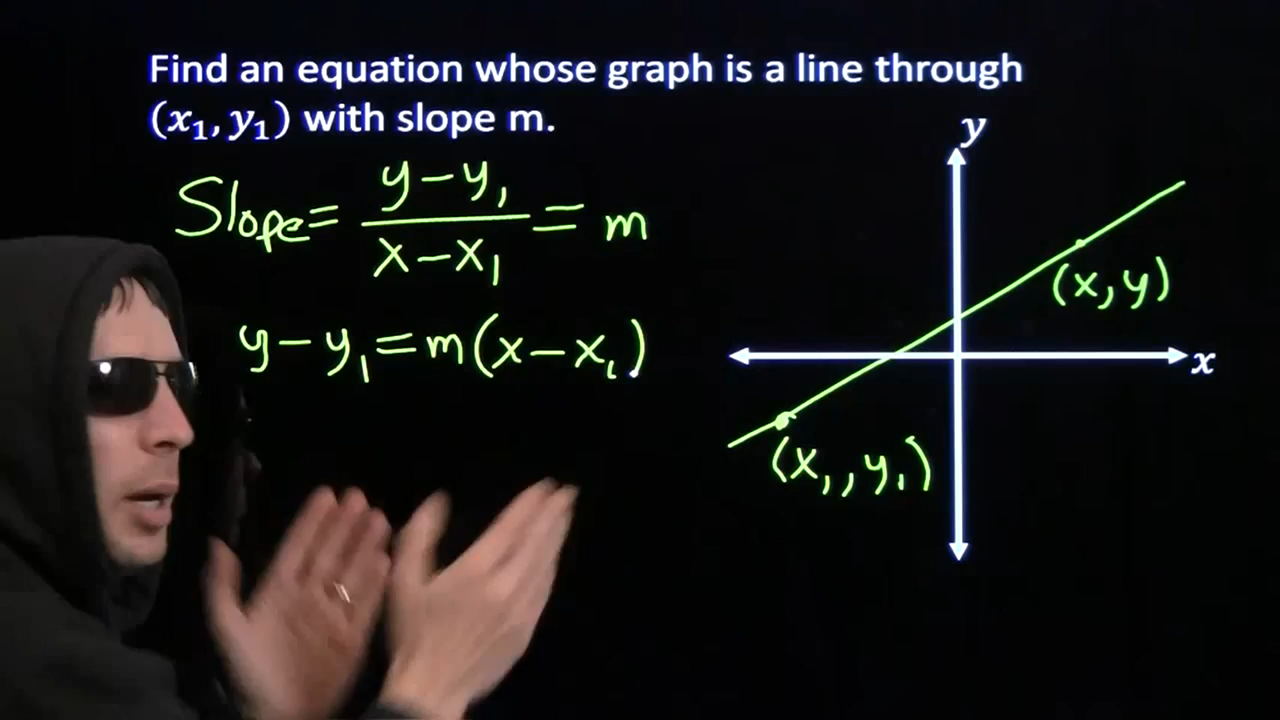 Find an equation whose graph is a line through
(x₁, y₁) with slope m.
Slope = y − y₁ / x − x₁ = m
y − y₁ = m(x − x₁)
y
(x, y)
x
(x₁, y₁)